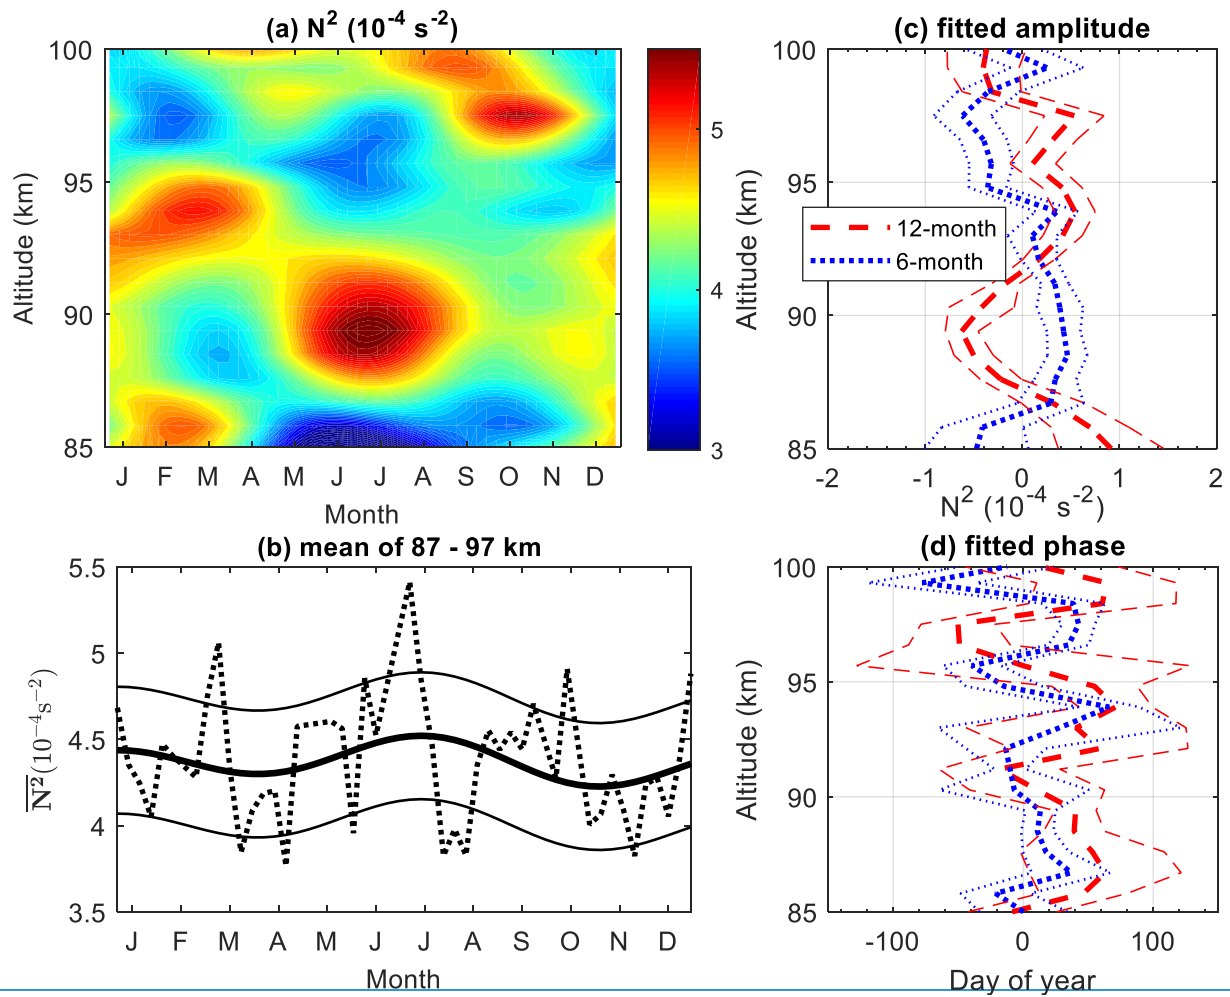 (a) N² (10⁻⁴ s⁻²)
100
95
90
85
Altitude (km)
J F M A M J J A S O N D
Month
5
4
3
(c) fitted amplitude
100
95
90
85
Altitude (km)
12-month
6-month
-2 -1 0 1 2
N² (10⁻⁴ s⁻²)
(b) mean of 87 - 97 km
5.5
5
4.5
4
3.5
N̅²(10⁻⁴s⁻²)
J F M A M J J A S O N D
Month
(d) fitted phase
100
95
90
85
Altitude (km)
-100 0 100
Day of year